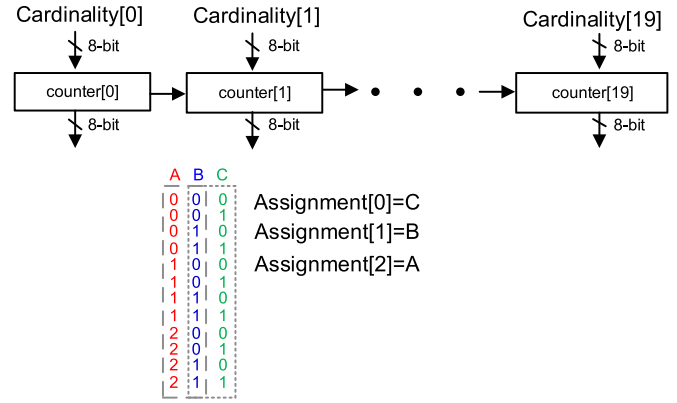 Cardinality[0] Cardinality[1] Cardinality[19]
8-bit 8-bit 8-bit
counter[0] counter[1] counter[19]
8-bit 8-bit 8-bit
A B C
0 0 0
0 0 1
0 1 0
0 1 1
1 0 0
1 0 1
1 1 0
1 1 1
2 0 0
2 0 1
2 1 0
2 1 1
Assignment[0]=C
Assignment[1]=B
Assignment[2]=A